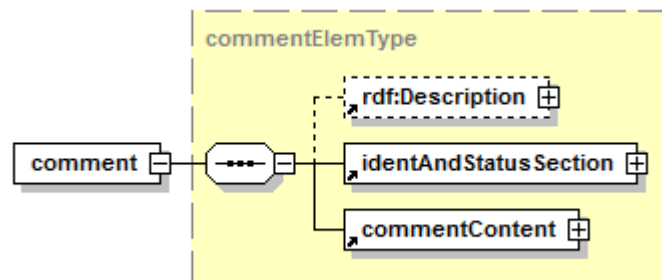 commentElemType
rdf:Description
comment
identAndStatusSection
commentContent